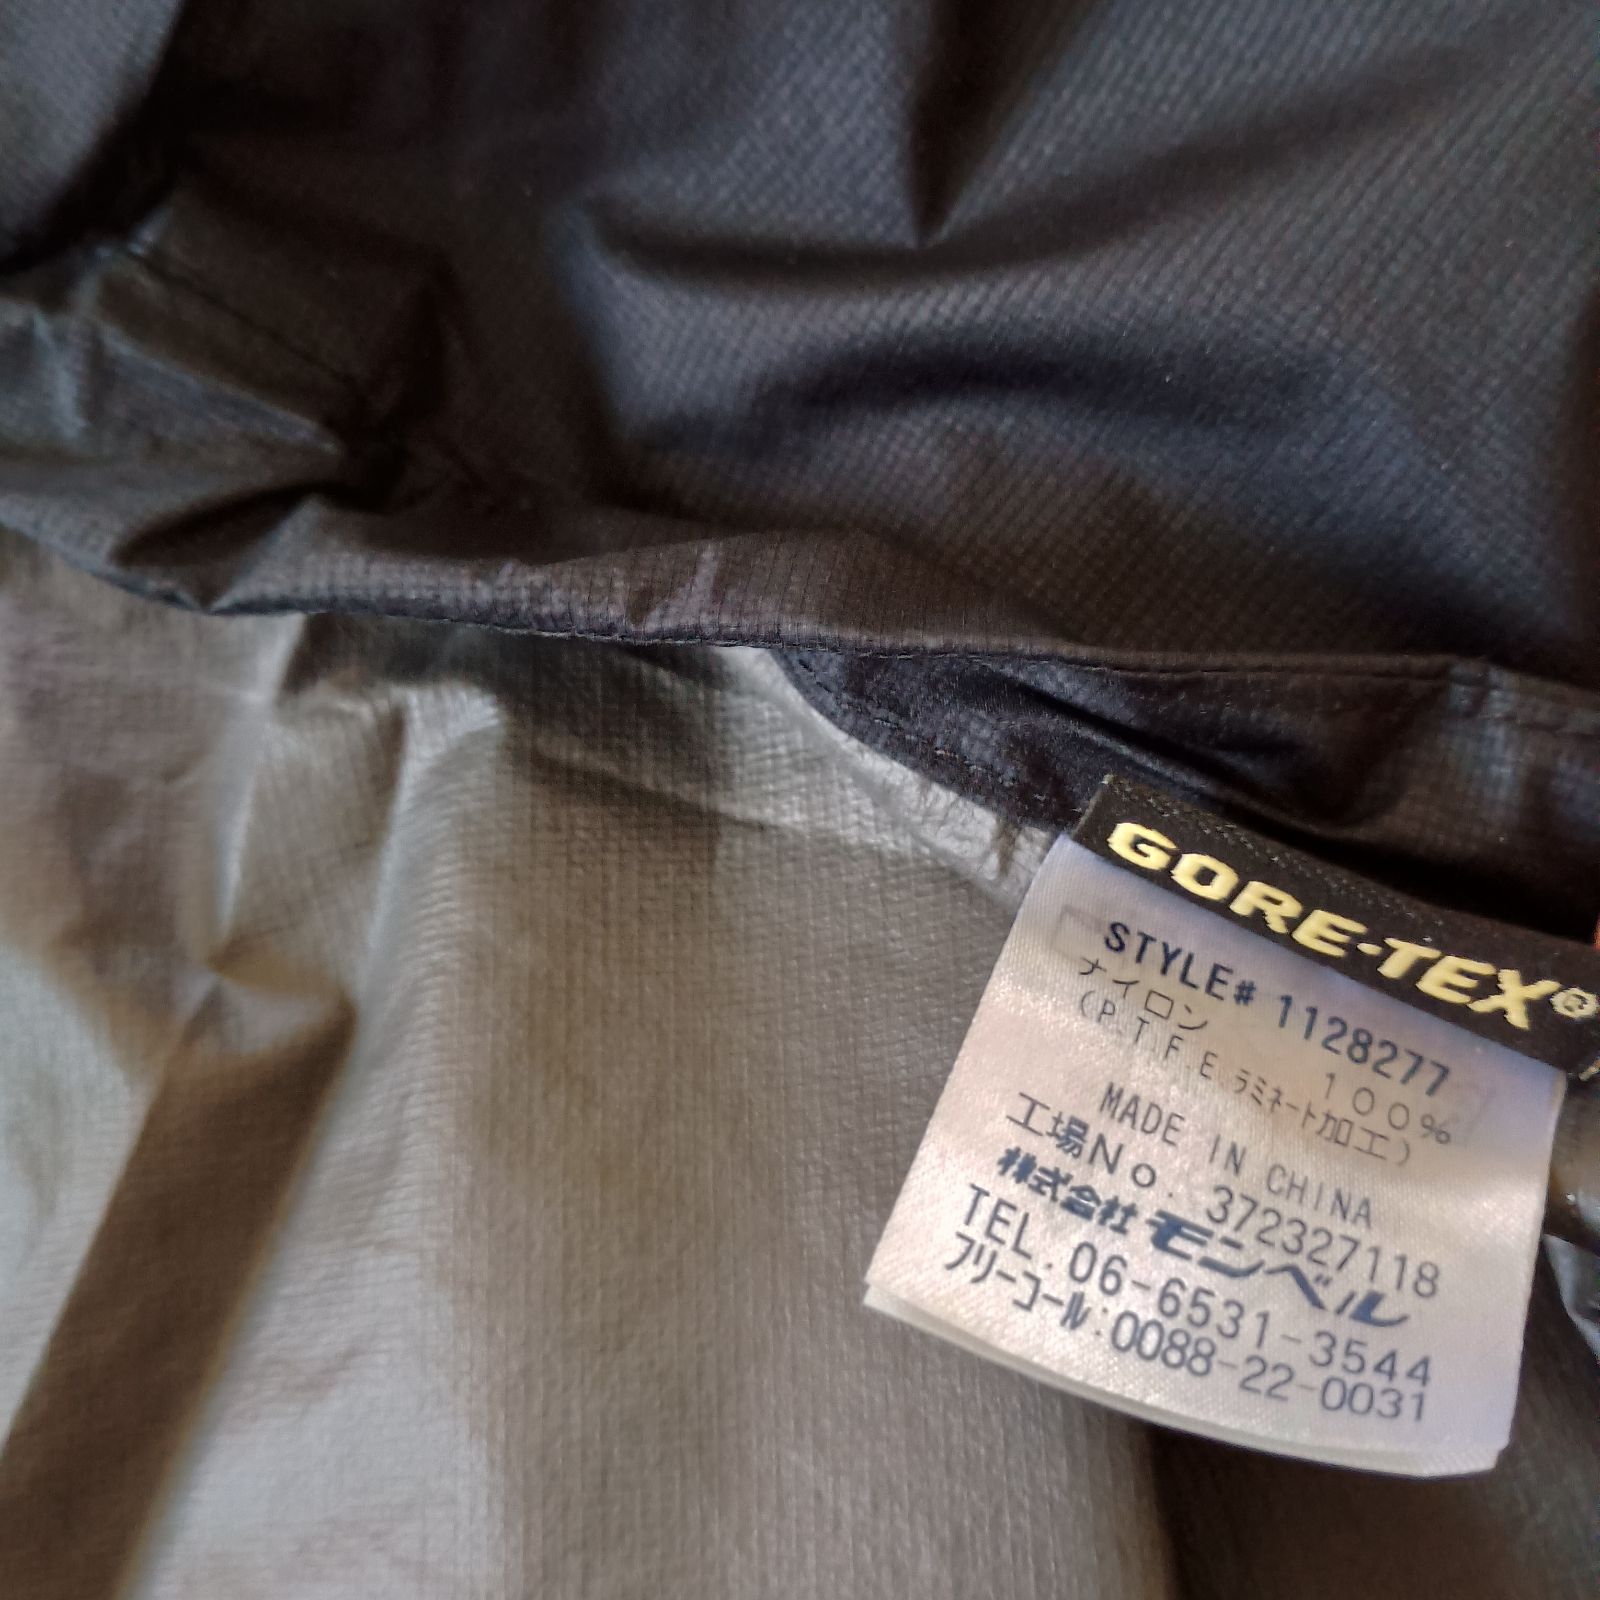 GORE-TEX®
STYLE# 1128277
ナイロン 100%
(P.T.F.E ラミネート加工)
MADE IN CHINA
工場No. 372327118
株式会社モンベル
TEL.06-6531-3544
フリーコール:0088-22-0031